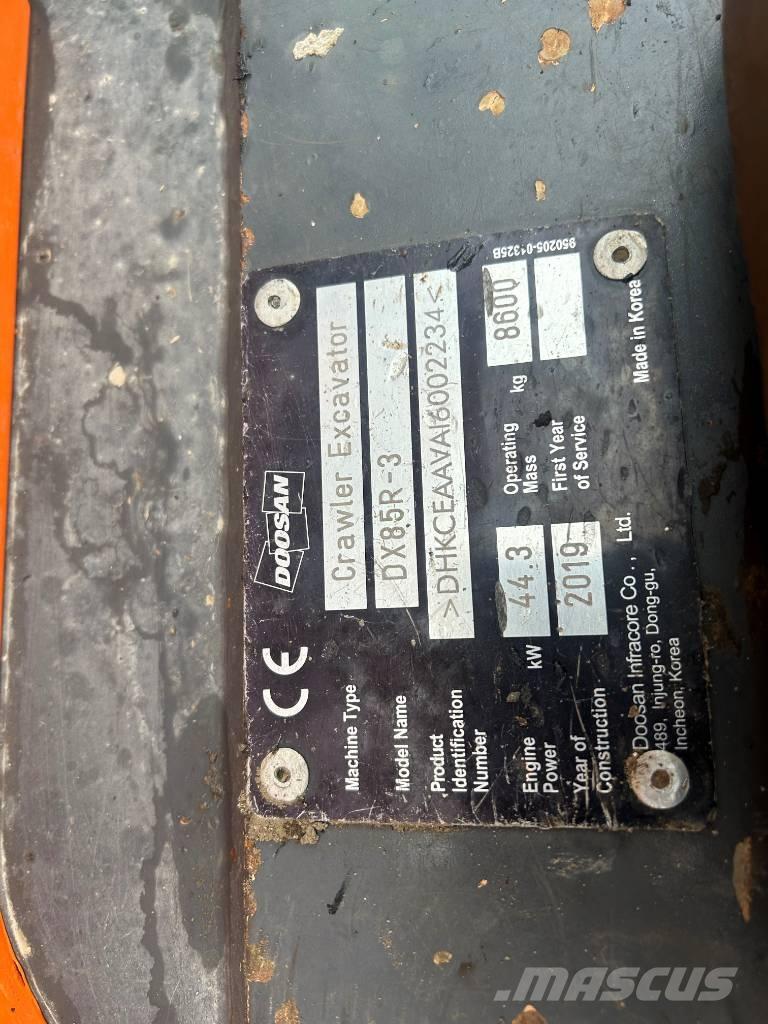 CE DOOSAN
Machine Type Crawler Excavator
Model Name DX85R-3
Product
Identification
Number >DHKCEAAVAI6002234<
Engine
Power kW 44.3 Operating
Mass kg 8600
Year of
Construction 2019 First Year
of Service
Doosan Infracore Co., Ltd.
489, Injung-ro, Dong-gu,
Incheon, Korea
Made in Korea
950205-04325B
MASCUS